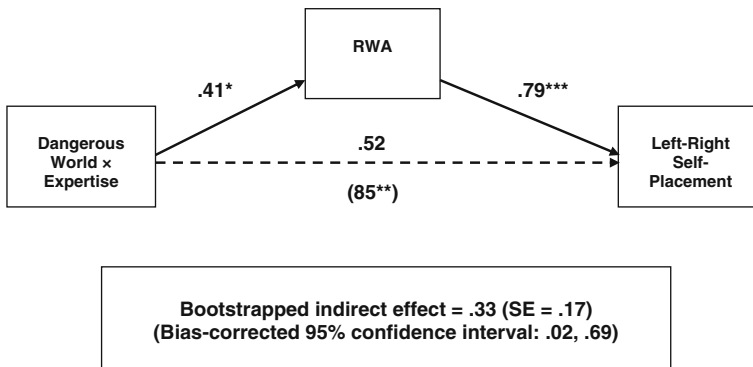 RWA
.41*
.79***
Dangerous
World ×
Expertise
.52
Left-Right
Self-
Placement
(85**)
Bootstrapped indirect effect = .33 (SE = .17)
(Bias-corrected 95% confidence interval: .02, .69)